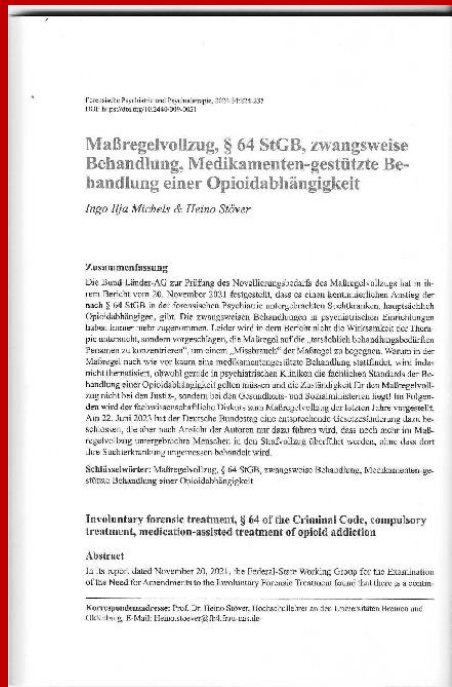 Forensische Psychiatrie und Psychotherapie,
Maßregelvollzug, § 64 StGB, zwangsweise
Behandlung, Medikamenten-gestützte Be-
handlung einer Opioidabhängigkeit
Ingo Ilja Michels & Heino Stöver
Zusammenfassung
Die Bund-Länder-AG zur Prüfung des Novellierungsbedarfs des Maßregelvollzugs hat in ih-
rem Bericht vom 20. November 2021 festgestellt, dass es einen kontinuierlichen Anstieg der
nach § 64 StGB in der forensischen Psychiatrie untergebrachten Suchtkranken, hauptsächlich
Opioidabhängigen, gibt. Die zwangsweisen Behandlungen in psychiatrischen Einrichtungen
haben immer mehr zugenommen. Leider wird in dem Bericht nicht die Wirksamkeit der Thera-
pie untersucht, sondern vorgeschlagen, die Maßregel auf die „tatsächlich behandlungsbedürftigen
Personen zu konzentrieren“, um einem „Missbrauch“ der Maßregel zu begegnen. Warum in der
Maßregel nach wie vor kaum eine medikamentengestützte Behandlung stattfindet, wird indes
nicht thematisiert, obwohl gerade in psychiatrischen Kliniken die fachlichen Standards der Be-
handlung einer Opioidabhängigkeit gelten müssen und die Zuständigkeit für den Maßregelvoll-
zug nicht bei den Justiz-, sondern bei den Gesundheits- und Sozialministerien liegt! Im Folgen-
den wird der Diskurs zum Maßregelvollzug der letzten Jahre vorgestellt.
Am 22. Juni 2023 hat der Deutsche Bundestag eine entsprechende Gesetzesänderung dazu be-
schlossen, die aber nach Ansicht der Autoren nur dazu führen wird, dass noch mehr im Maß-
regelvollzug untergebrachte Menschen in den Strafvollzug überführt werden, ohne dass dort
ihre Suchterkrankung angemessen behandelt wird.
Schlüsselwörter: Maßregelvollzug, § 64 StGB, zwangsweise Behandlung, Medikamenten-ge-
stützte Behandlung einer Opioidabhängigkeit
Involuntary forensic treatment, § 64 of the Criminal Code, compulsory
treatment, medication-assisted treatment of opioid addiction
Abstract
In its report dated November 20, 2021, the Federal-State Working Group for the Examination
of the Need for Amendments to the Involuntary Forensic Treatment found that there is a contin-
Korrespondenzadresse: Prof. Dr. Heino Stöver, Hochschullehrer an den Universitäten Bremen und
Oldenburg, E-Mail: